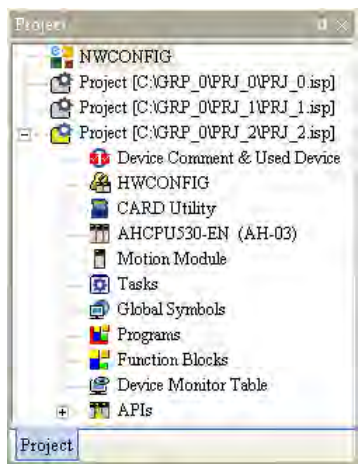 Project
NWCONFIG
Project [C:\GRP_0\PRJ_0\PRJ_0.isp]
Project [C:\GRP_0\PRJ_1\PRJ_1.isp]
Project [C:\GRP_0\PRJ_2\PRJ_2.isp]
Device Comment & Used Device
HWCONFIG
CARD Utility
AHCPU530-EN (AH-03)
Motion Module
Tasks
Global Symbols
Programs
Function Blocks
Device Monitor Table
APIs
Project